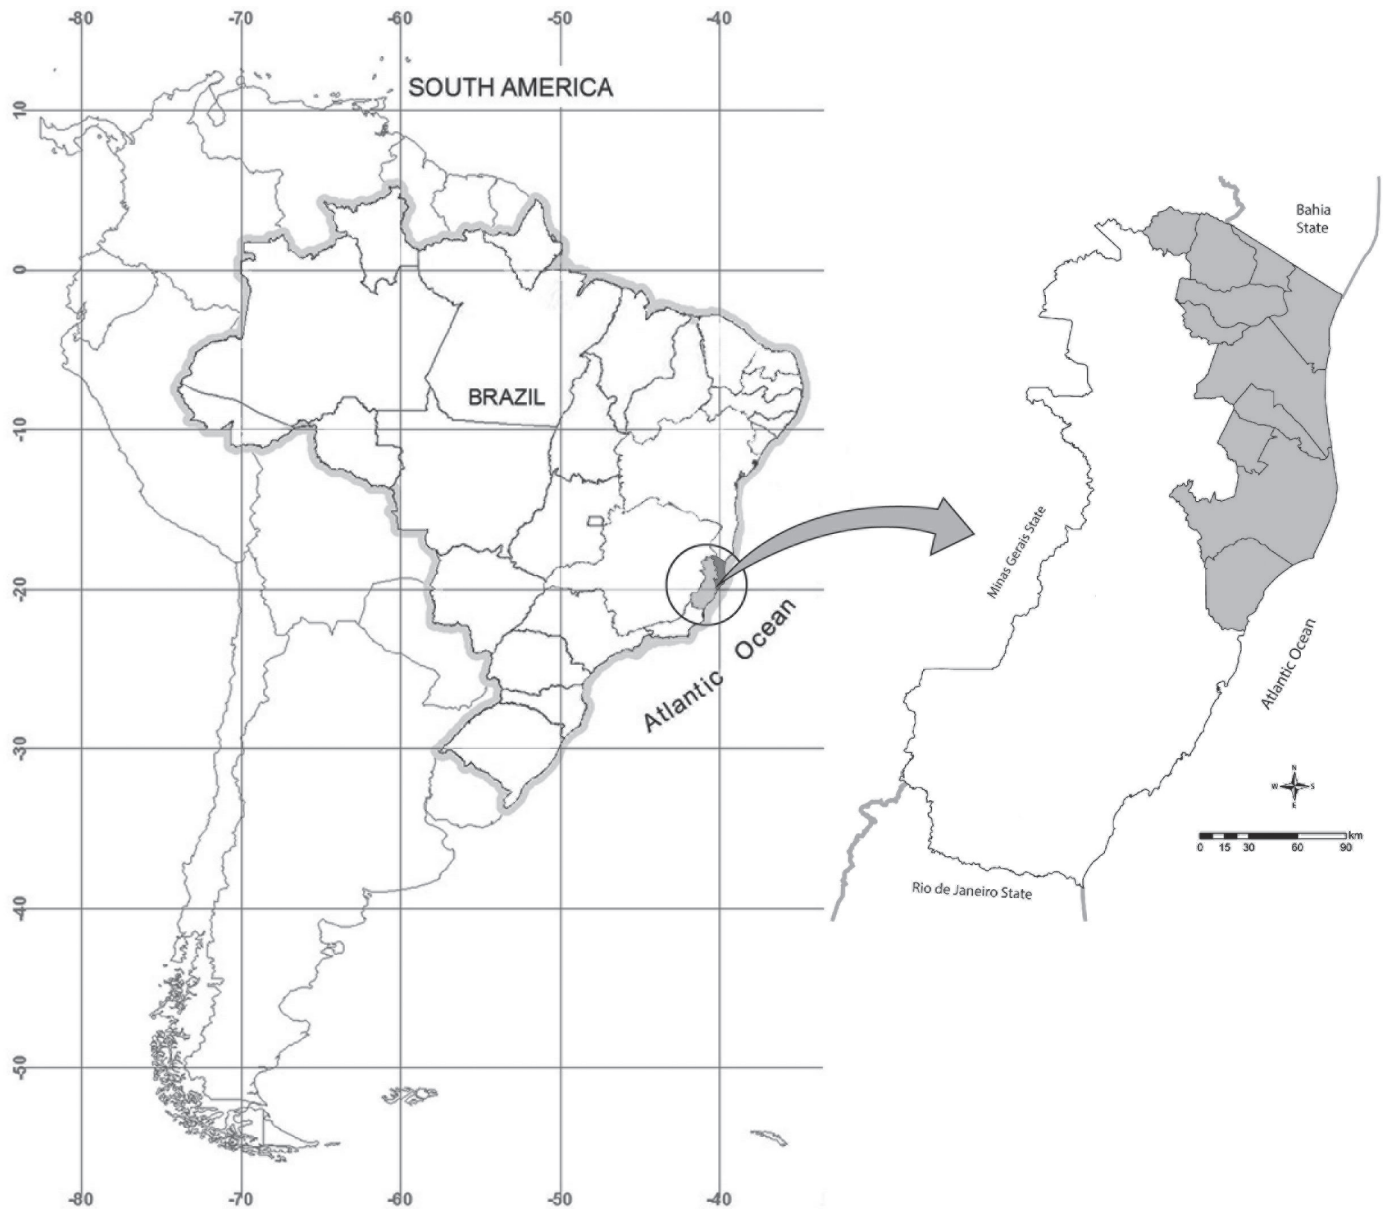 -80 -70 -60 -50 -40
SOUTH AMERICA
10
0
-10
-20
-30
-40
-50
BRAZIL
Atlantic Ocean
-80 -70 -60 -50 -40
Bahia
State
Minas Gerais State
Atlantic Ocean
Rio de Janeiro State
N
W S
E
km
0 15 30 60 90